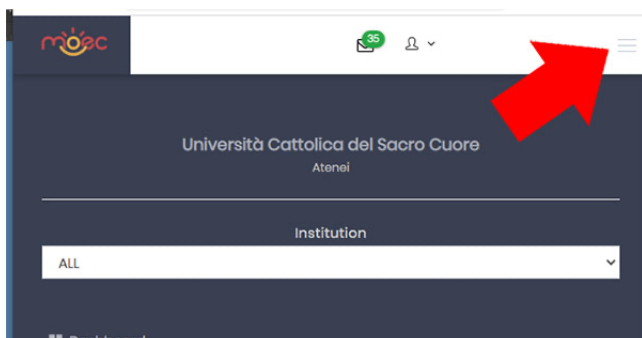 moec
35
Università Cattolica del Sacro Cuore
Atenei
Institution
ALL